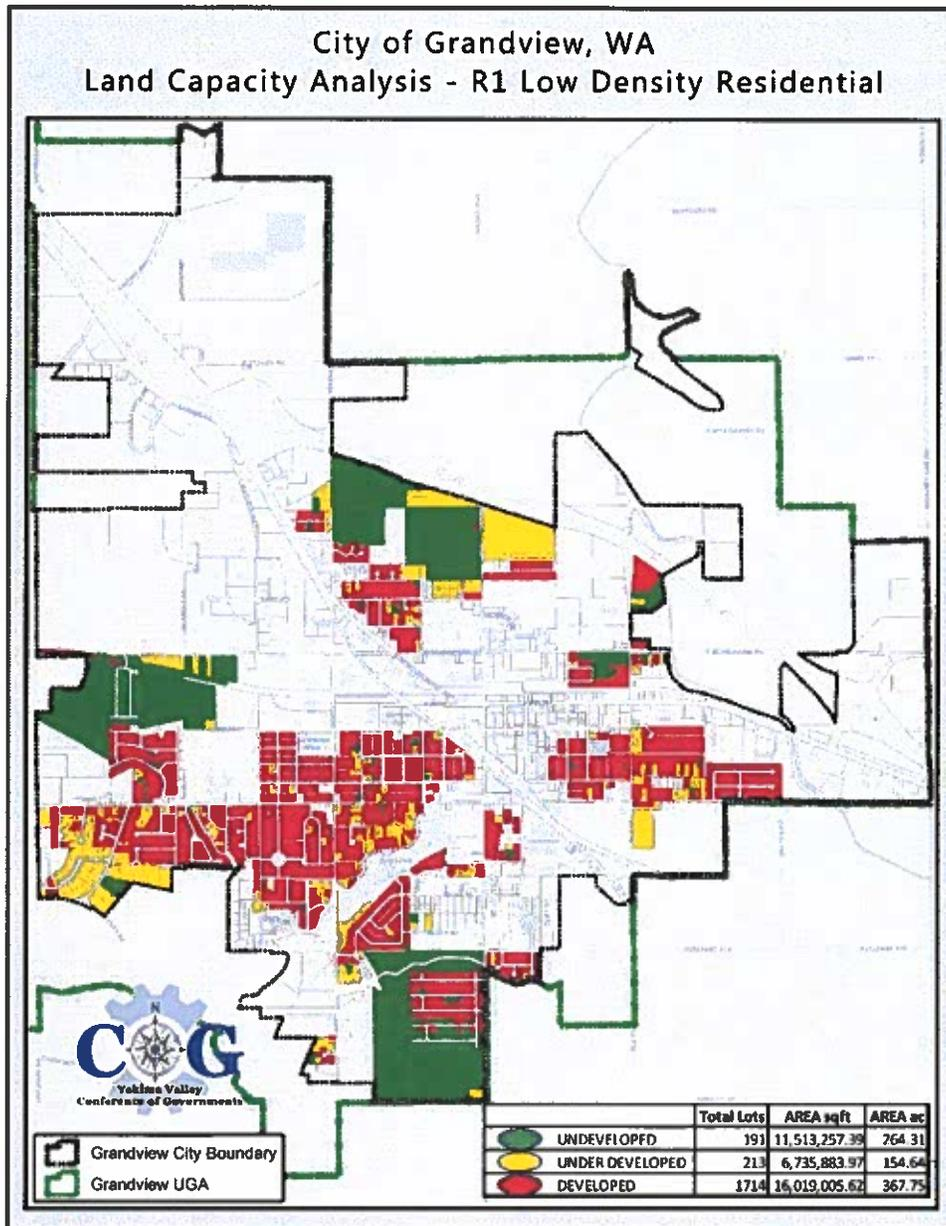 City of Grandview, WA
Land Capacity Analysis - R1 Low Density Residential
N
COG
Yakima Valley
Conference of Governments
Grandview City Boundary
Grandview UGA
Total Lots AREA sqft AREA ac
UNDEVELOPED 191 11,513,257.39 264.31
UNDER DEVELOPED 213 6,735,883.97 154.64
DEVELOPED 1714 16,019,005.62 367.75